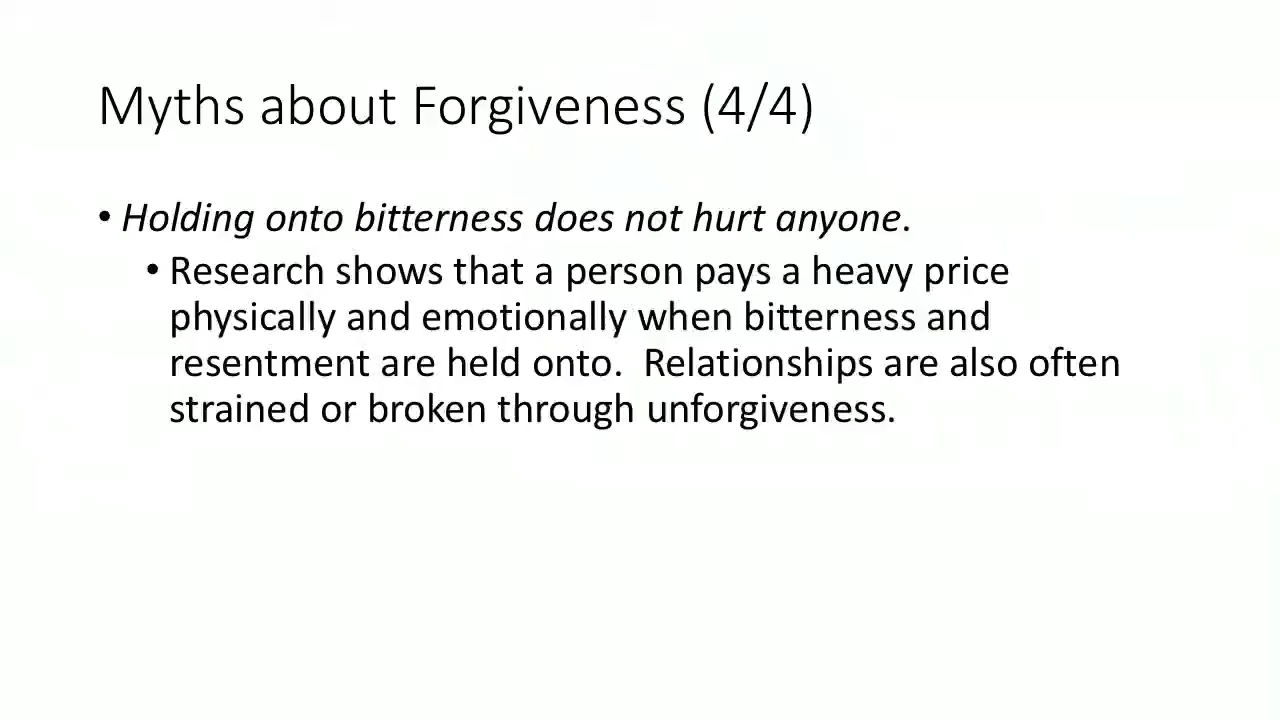 Myths about Forgiveness (4/4)
• Holding onto bitterness does not hurt anyone.
• Research shows that a person pays a heavy price
physically and emotionally when bitterness and
resentment are held onto.  Relationships are also often
strained or broken through unforgiveness.